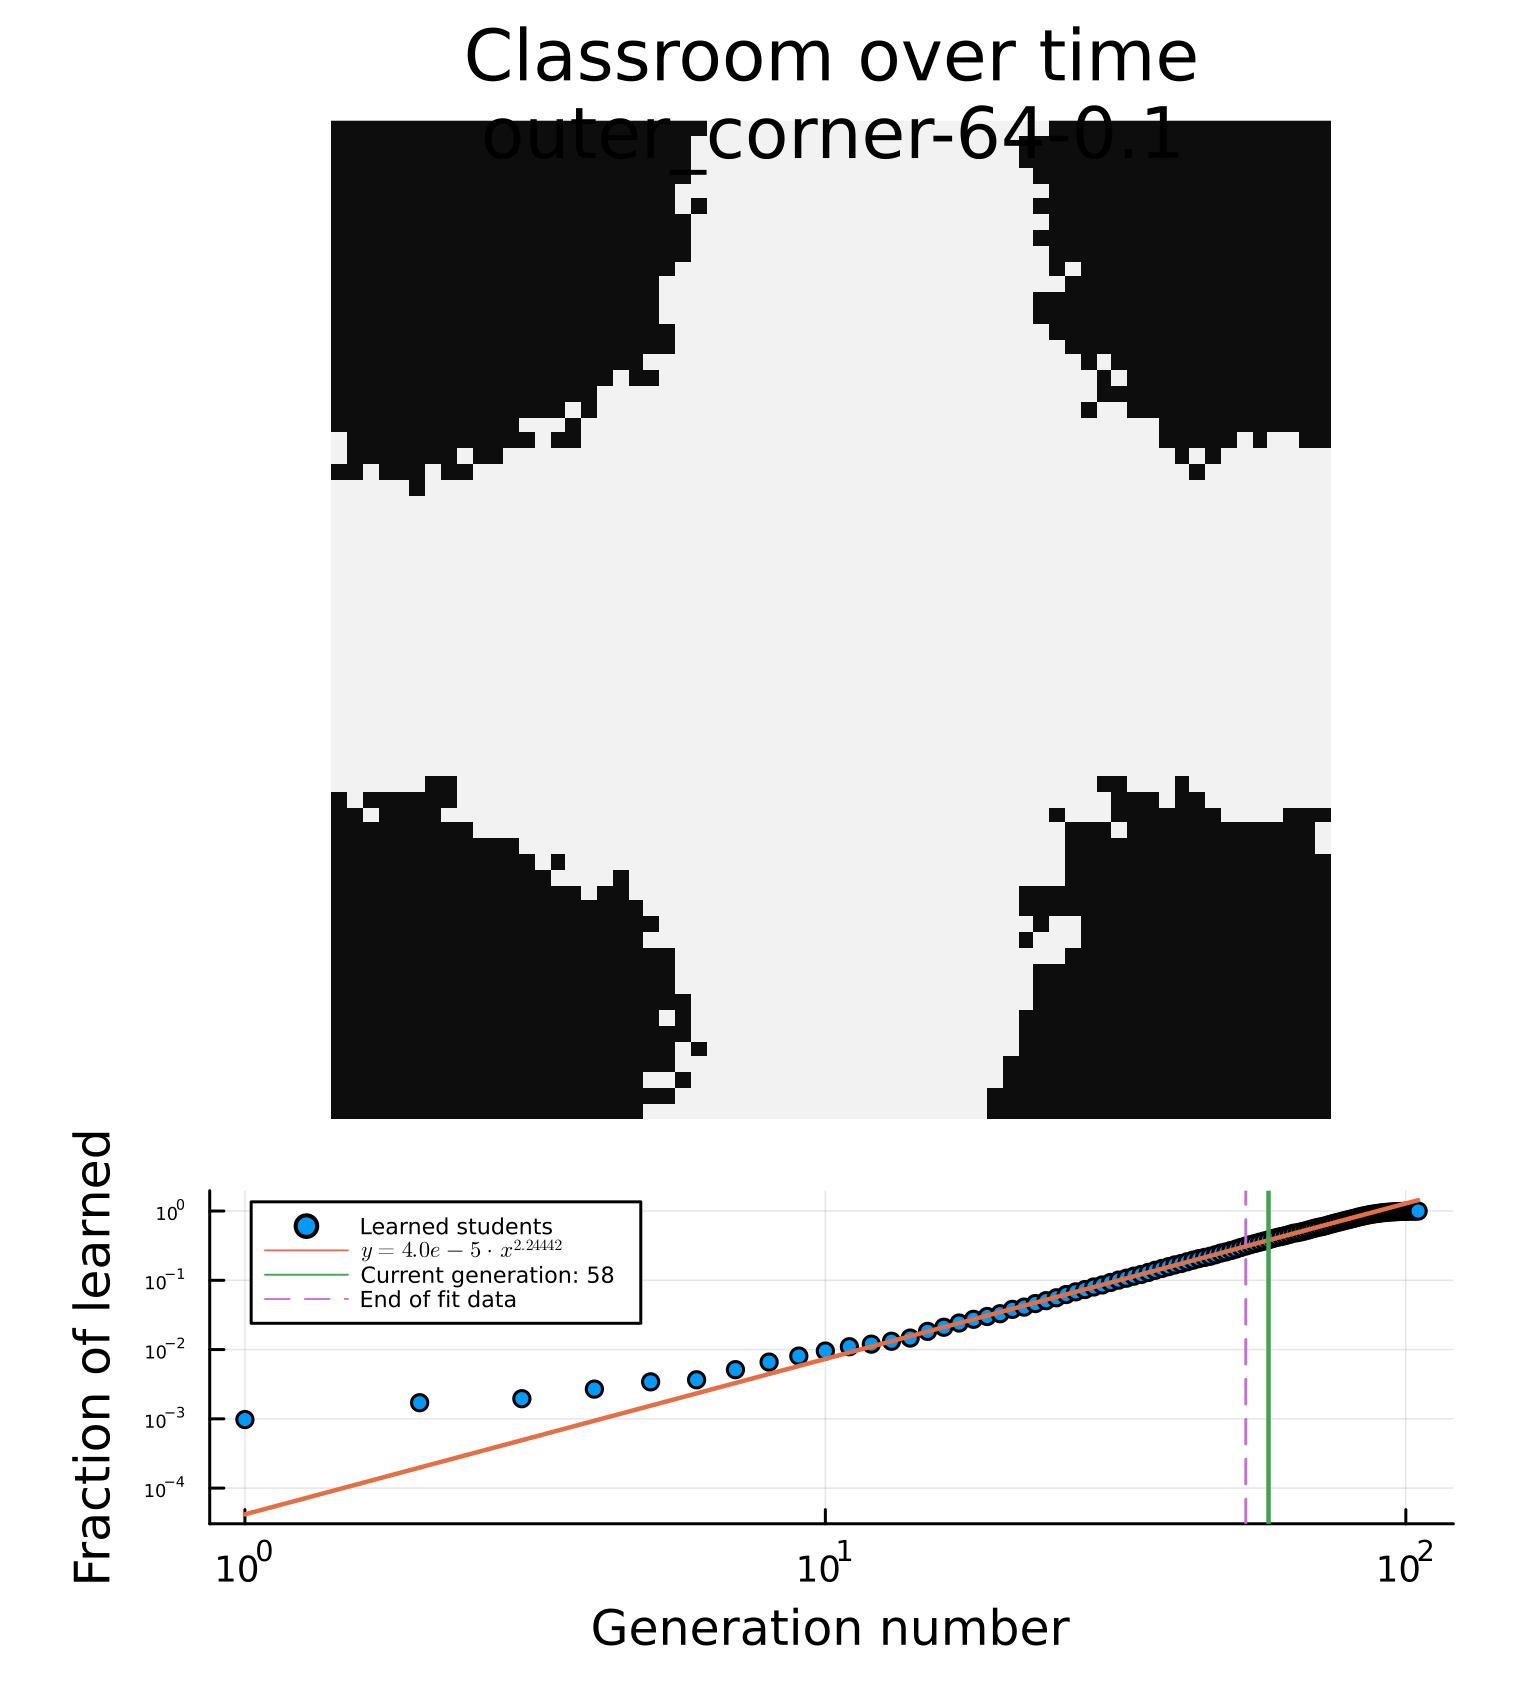 Classroom over time
outer_corner-64-0.1
Fraction of learned
10^0
10^-1
10^-2
10^-3
10^-4
Learned students
y = 4.0e − 5 · x^2.24442
Current generation: 58
End of fit data
10^0
10^1
10^2
Generation number